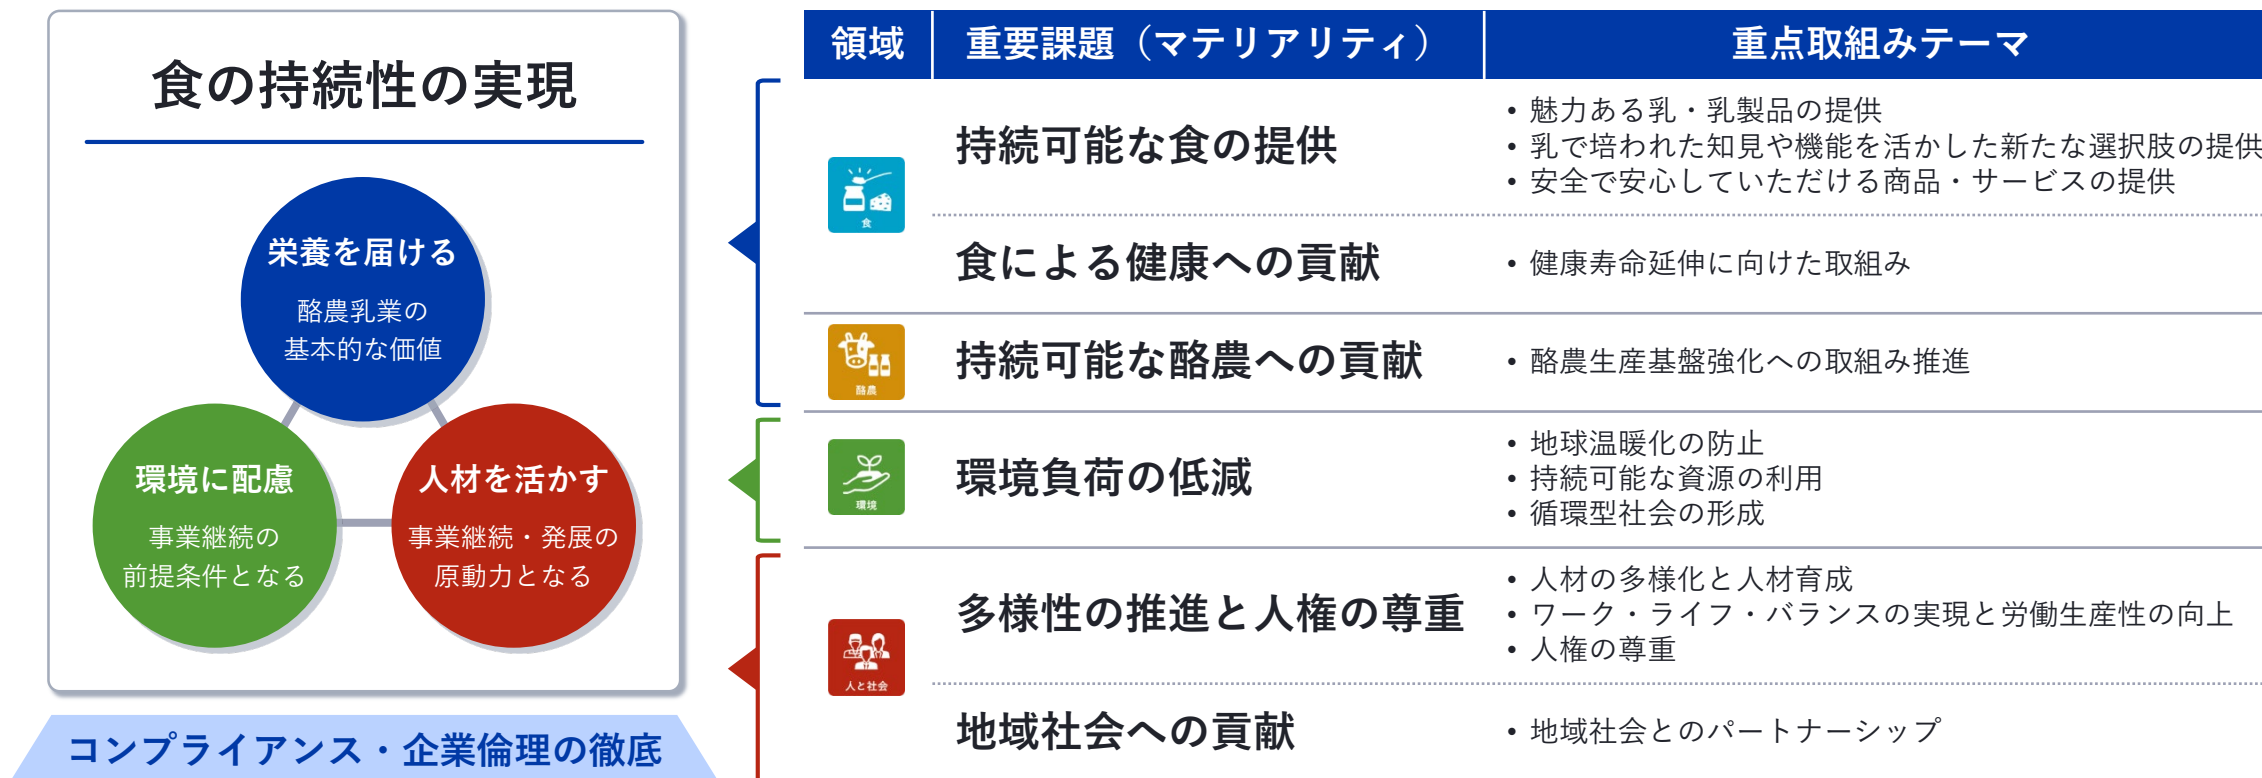 食の持続性の実現
栄養を届ける
酪農乳業の
基本的な価値
環境に配慮
事業継続の
前提条件となる
人材を活かす
事業継続・発展の
原動力となる
コンプライアンス・企業倫理の徹底
領域 重要課題（マテリアリティ） 重点取組みテーマ
食
持続可能な食の提供
• 魅力ある乳・乳製品の提供
• 乳で培われた知見や機能を活かした新たな選択肢の提供
• 安全で安心していただける商品・サービスの提供
食による健康への貢献
• 健康寿命延伸に向けた取組み
酪農
持続可能な酪農への貢献
• 酪農生産基盤強化への取組み推進
環境
環境負荷の低減
• 地球温暖化の防止
• 持続可能な資源の利用
• 循環型社会の形成
人と社会
多様性の推進と人権の尊重
• 人材の多様化と人材育成
• ワーク・ライフ・バランスの実現と労働生産性の向上
• 人権の尊重
地域社会への貢献
• 地域社会とのパートナーシップ